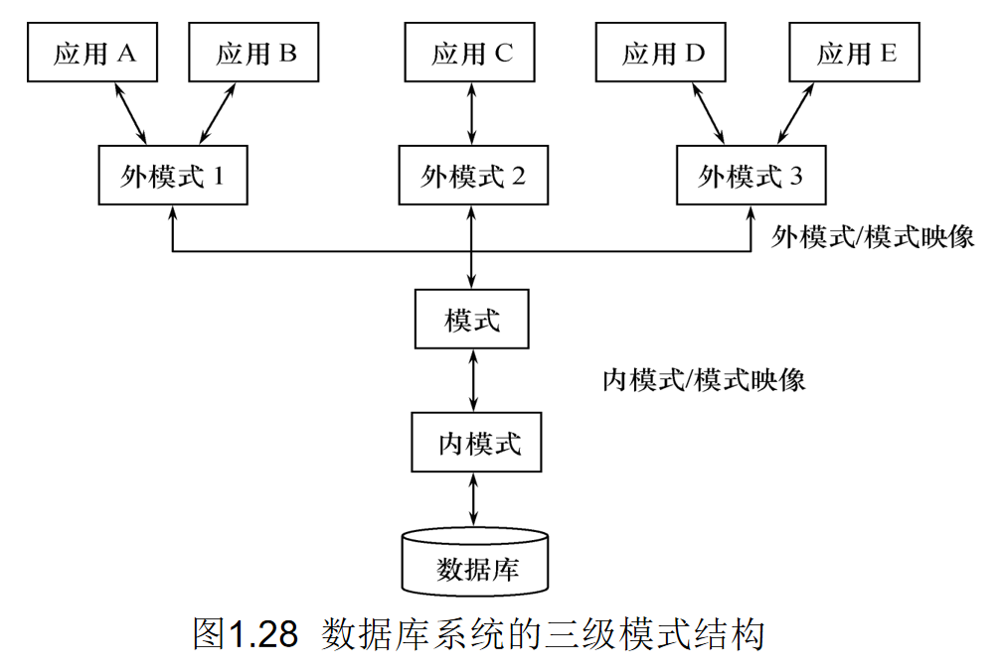 应用 A
应用 B
应用 C
应用 D
应用 E
外模式 1
外模式 2
外模式 3
外模式/模式映像
模式
内模式/模式映像
内模式
数据库
图1.28 数据库系统的三级模式结构